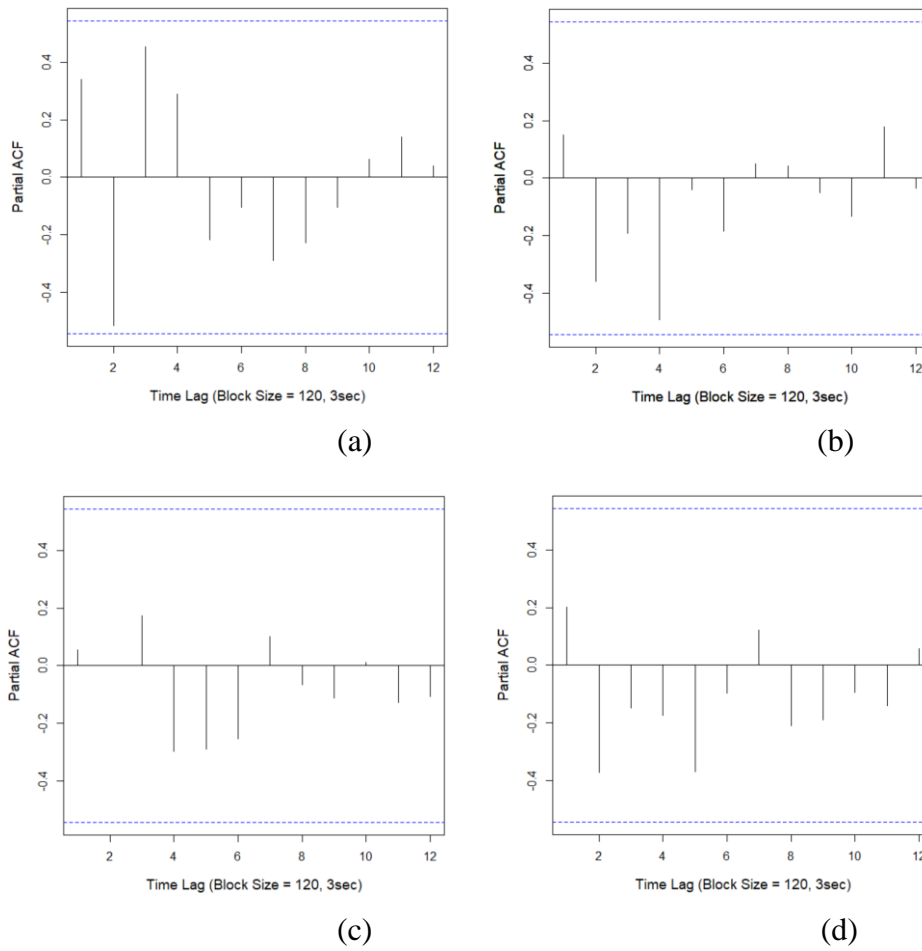 Partial ACF
0.4
0.2
0.0
-0.2
-0.4
2 4 6 8 10 12
Time Lag (Block Size = 120, 3sec)
(a)
Partial ACF
0.4
0.2
0.0
-0.2
-0.4
2 4 6 8 10 12
Time Lag (Block Size = 120, 3sec)
(b)
Partial ACF
0.4
0.2
0.0
-0.2
-0.4
2 4 6 8 10 12
Time Lag (Block Size = 120, 3sec)
(c)
Partial ACF
0.4
0.2
0.0
-0.2
-0.4
2 4 6 8 10 12
Time Lag (Block Size = 120, 3sec)
(d)